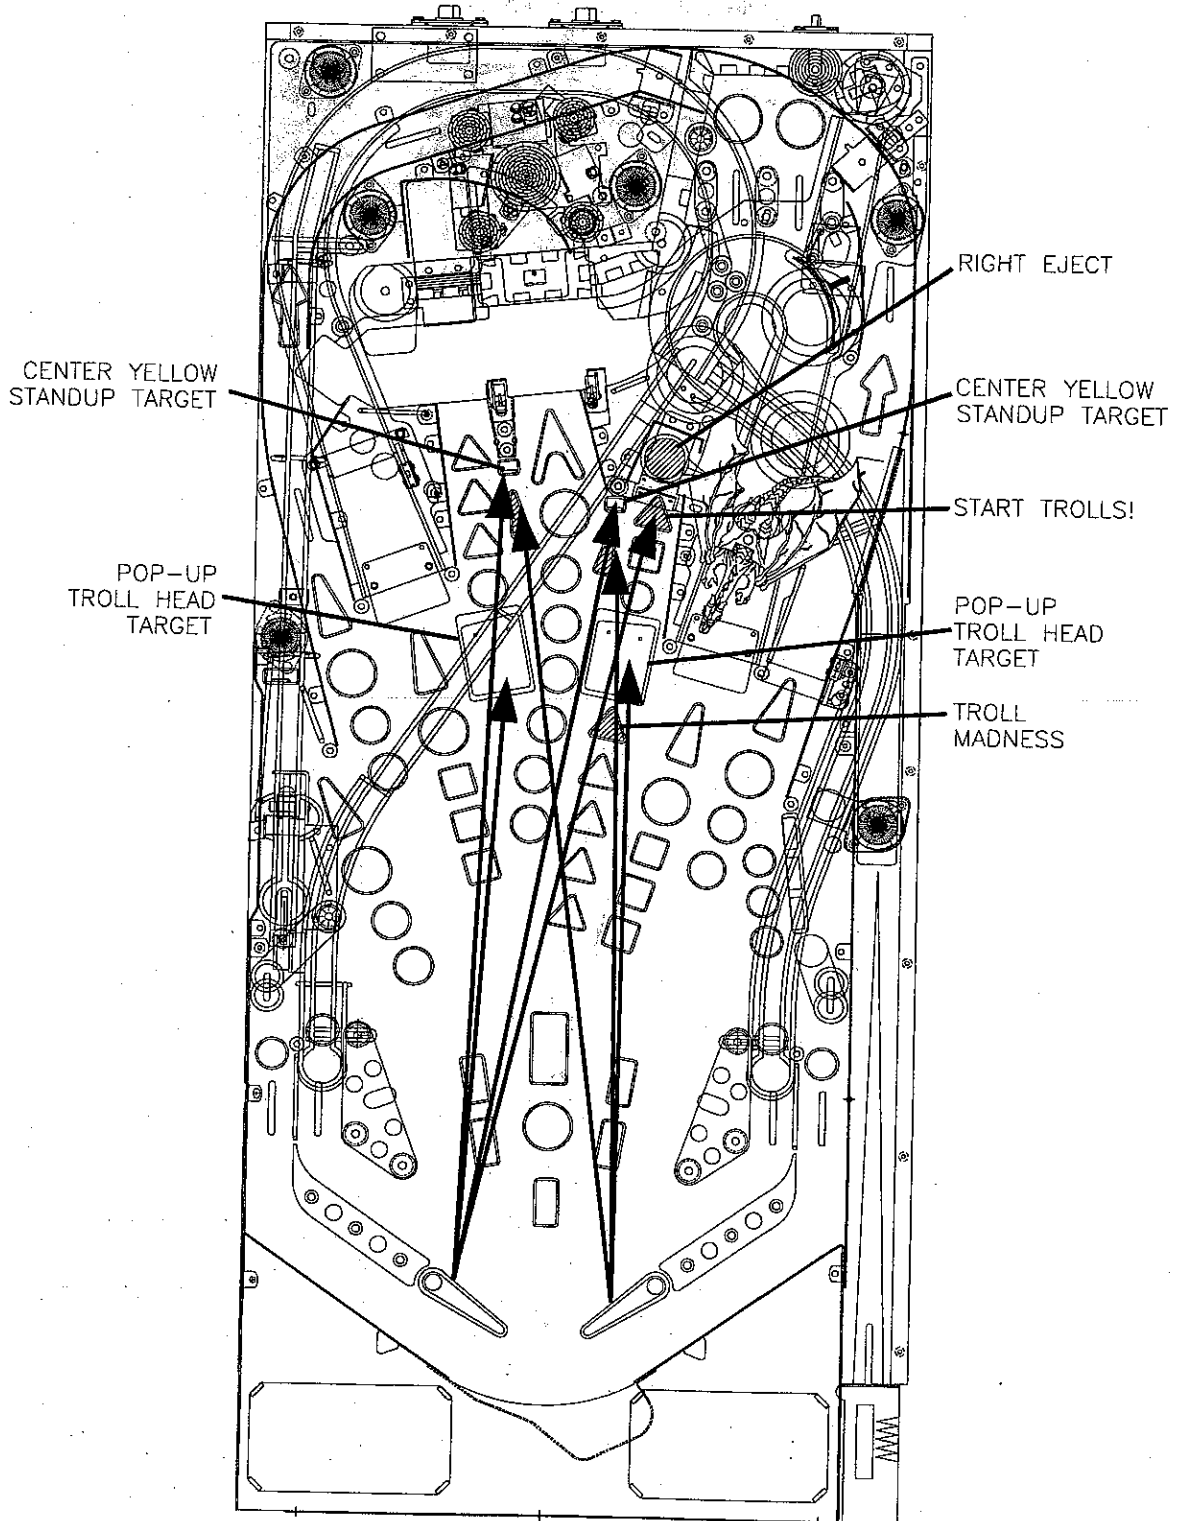 RIGHT EJECT
CENTER YELLOW
STANDUP TARGET
CENTER YELLOW
STANDUP TARGET
START TROLLS!
POP-UP
TROLL HEAD
TARGET
POP-UP
TROLL HEAD
TARGET
TROLL
MADNESS